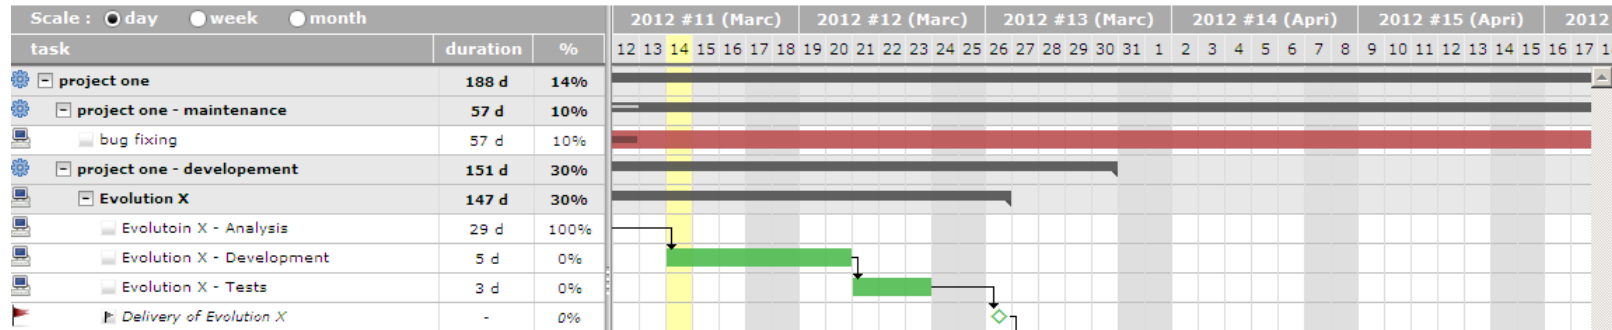 Scale : day week month 2012 #11 (Marc) 2012 #12 (Marc) 2012 #13 (Marc) 2012 #14 (Apri) 2012 #15 (Apri) 2012
task duration % 12 13 14 15 16 17 18 19 20 21 22 23 24 25 26 27 28 29 30 31 1 2 3 4 5 6 7 8 9 10 11 12 13 14 15 16 17
project one 188 d 14%
project one - maintenance 57 d 10%
bug fixing 57 d 10%
project one - developement 151 d 30%
Evolution X 147 d 30%
Evolutoin X - Analysis 29 d 100%
Evolution X - Development 5 d 0%
Evolution X - Tests 3 d 0%
Delivery of Evolution X - 0%